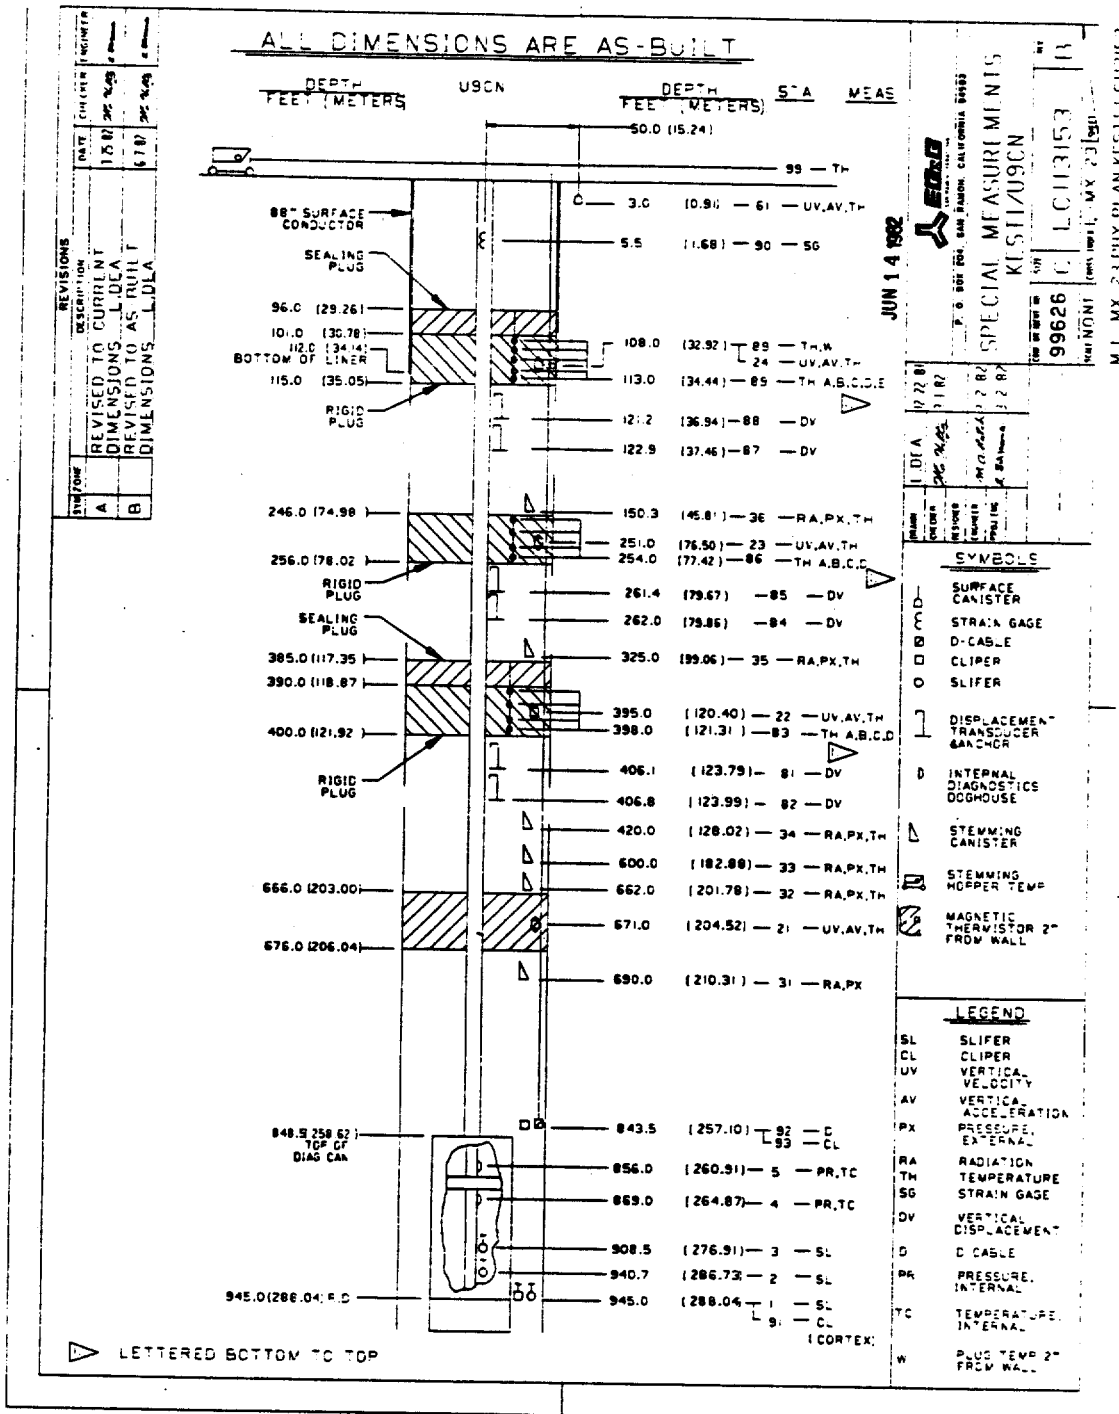 ALL DIMENSIONS ARE AS-BUILT
DEPTH
FEET (METERS)
U9CN
DEPTH
FEET (METERS)
STA
MEAS
50.0 (15.24)
99 — TH
88" SURFACE
CONDUCTOR
3.0 (0.91) — 61 — UV,AV,TH
5.5 (1.68) — 90 — SG
SEALING
PLUG
96.0 (29.26)
101.0 (30.78)
112.0 (34.14)
BOTTOM OF LINER
115.0 (35.05)
108.0 (32.92) 89 — TH,W
24 — UV,AV,TH
113.0 (34.44) — 89 — TH A,B,C,D,E
RIGID
PLUG
121.2 (36.94) — 88 — DV
122.9 (37.46) — 87 — DV
246.0 (74.98)
150.3 (45.81) — 36 — RA,PX,TH
251.0 (76.50) — 23 — UV,AV,TH
256.0 (78.02)
254.0 (77.42) — 86 — TH A,B,C,D
RIGID
PLUG
261.4 (79.67) — 85 — DV
SEALING
PLUG
262.0 (79.86) — 84 — DV
385.0 (117.35)
325.0 (99.06) — 35 — RA,PX,TH
390.0 (118.87
395.0 (120.40) — 22 — UV,AV,TH
400.0 (121.92)
398.0 (121.31) — 83 — TH A,B,C,D
RIGID
PLUG
406.1 (123.79) — 81 — DV
406.8 (123.99) — 82 — DV
420.0 (128.02) — 34 — RA,PX,TH
600.0 (182.88) — 33 — RA,PX,TH
666.0 (203.00)
662.0 (201.78) — 32 — RA,PX,TH
671.0 (204.52) — 21 — UV,AV,TH
676.0 (206.04)
690.0 (210.31) — 31 — RA,PX
848.5 (258.62)
TOP OF
DIAG CAN
843.5 (257.10) — 92 — D
93 — CL
856.0 (260.91) — 5 — PR,TC
869.0 (264.87) — 4 — PR,TC
908.5 (276.91) — 3 — SL
940.7 (286.73) — 2 — SL
945.0 (288.04)
945.0 (288.04) 1 — SL
91 — CL
(CORTEX)
LETTERED BOTTOM TO TOP
REVISIONS
SYM ZONE DESCRIPTION DATE CHECKER ENGINEER
A REVISED TO CURRENT
DIMENSIONS L.DEA
B REVISED TO AS BUILT
DIMENSIONS L.DEA 6 7 82
JUN 14 1982
EG&G
P. O. BOX 204, SAN RAMON, CALIFORNIA 94583
SPECIAL MEASUREMENTS
KESTI/U9CN
99626 C LC113153 B
SCALE NONE
DRAWN L.DEA 12 22 81
CHECKER
DESIGNER
ENGINEER
SYMBOLS
SURFACE
CANISTER
STRAIN GAGE
D-CABLE
CLIPER
SLIFER
DISPLACEMENT
TRANSDUCER
&ANCHOR
INTERNAL
DIAGNOSTICS
DOGHOUSE
STEMMING
CANISTER
STEMMING
HOPPER TEMP
MAGNETIC
THERMISTOR 2"
FROM WALL
LEGEND
SL SLIFER
CL CLIPER
UV VERTICAL
VELOCITY
AV VERTICAL
ACCELERATION
PX PRESSURE,
EXTERNAL
RA RADIATION
TH TEMPERATURE
SG STRAIN GAGE
DV VERTICAL
DISPLACEMENT
D D CABLE
PR PRESSURE,
INTERNAL
TC TEMPERATURE,
INTERNAL
W PLUG TEMP 2"
FROM WALL